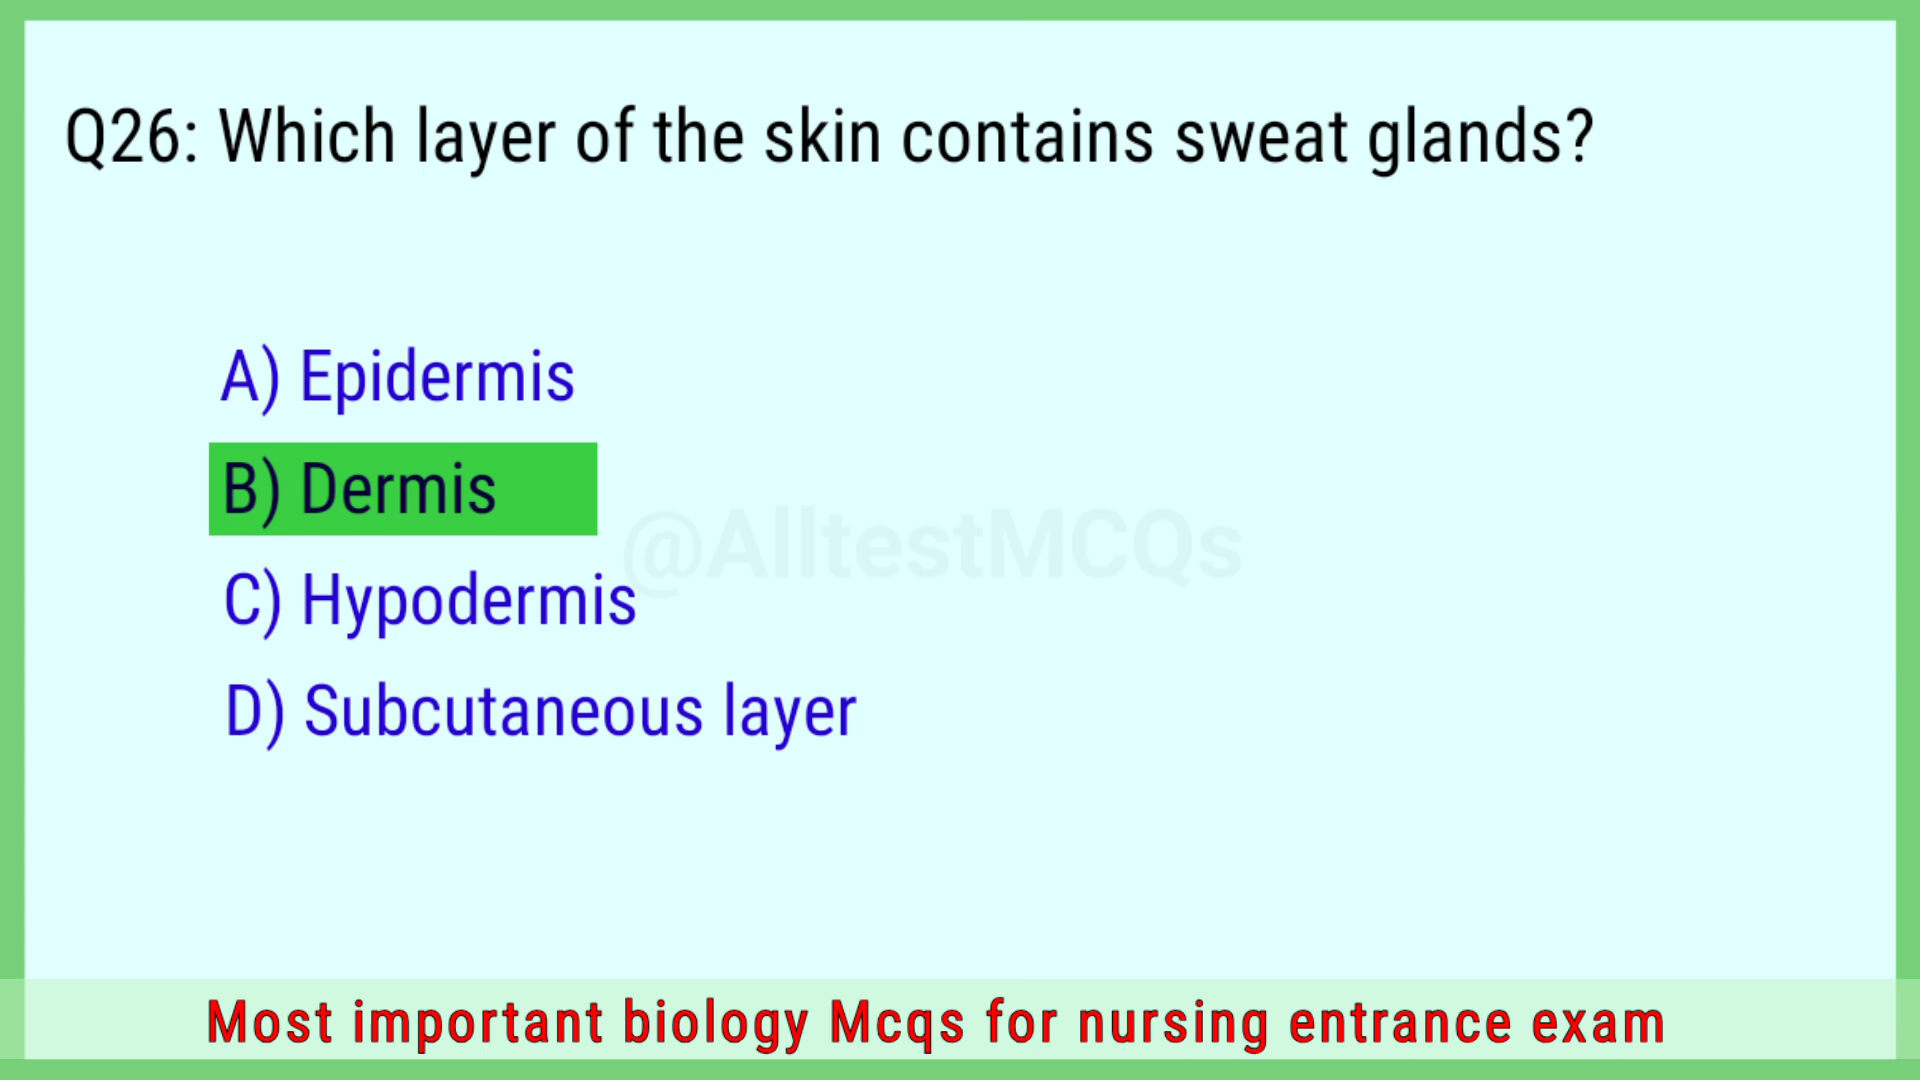 Q26: Which layer of the skin contains sweat glands?
A) Epidermis
B) Dermis
@AlltestMCQs
C) Hypodermis
D) Subcutaneous layer
Most important biology Mcqs for nursing entrance exam